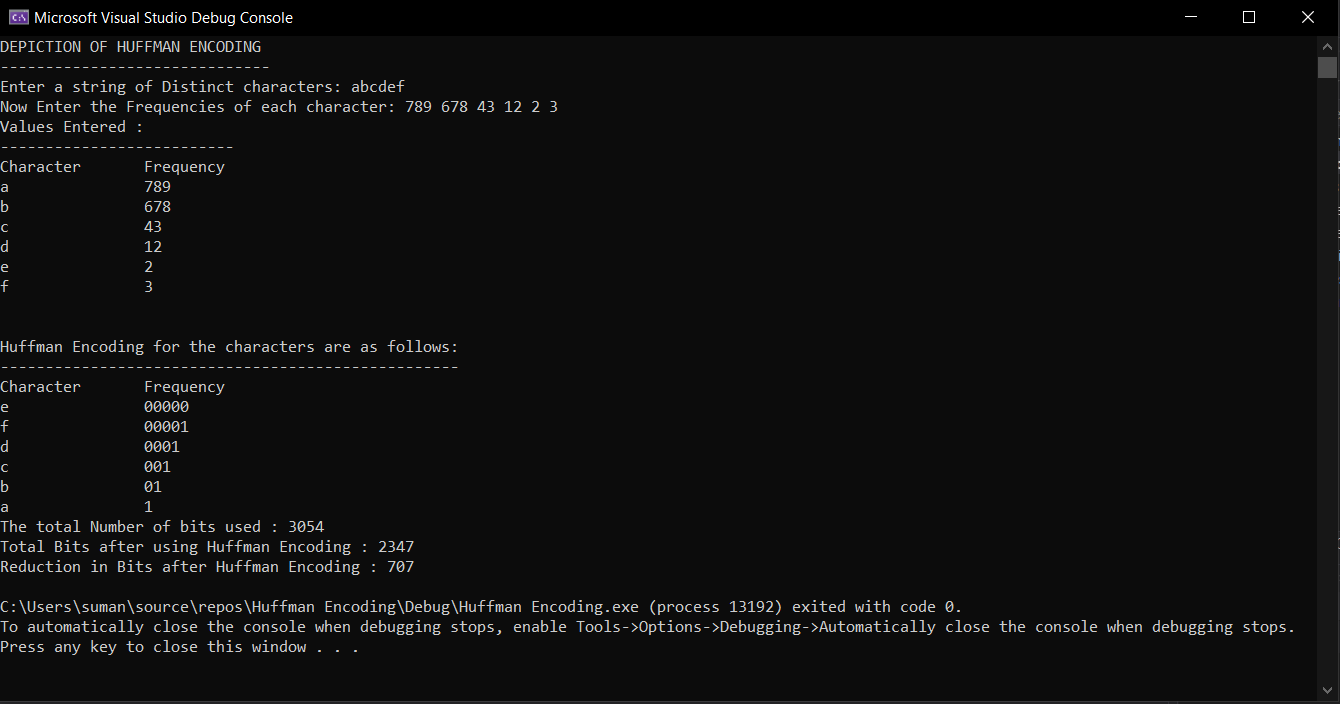 Microsoft Visual Studio Debug Console
DEPICTION OF HUFFMAN ENCODING
------------------------------
Enter a string of Distinct characters: abcdef
Now Enter the Frequencies of each character: 789 678 43 12 2 3
Values Entered :
--------------------------
Character       Frequency
a               789
b               678
c               43
d               12
e               2
f               3
Huffman Encoding for the characters are as follows:
---------------------------------------------------
Character       Frequency
e               00000
f               00001
d               0001
c               001
b               01
a               1
The total Number of bits used : 3054
Total Bits after using Huffman Encoding : 2347
Reduction in Bits after Huffman Encoding : 707
C:\Users\suman\source\repos\Huffman Encoding\Debug\Huffman Encoding.exe (process 13192) exited with code 0.
To automatically close the console when debugging stops, enable Tools->Options->Debugging->Automatically close the console when debugging stops.
Press any key to close this window . . .